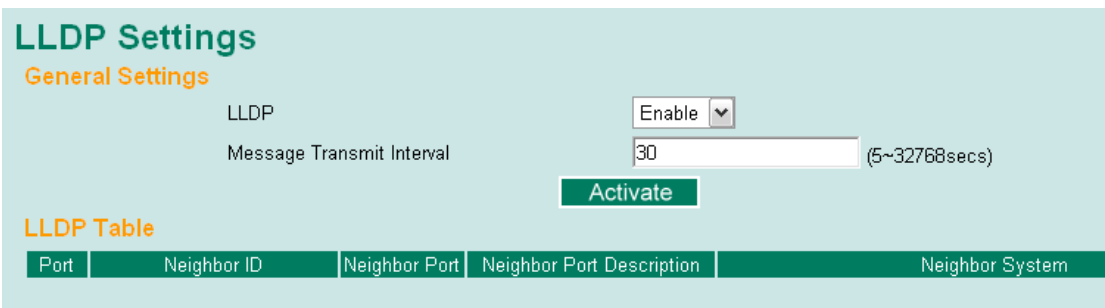 LLDP Settings
General Settings
LLDP Enable
Message Transmit Interval 30 (5~32768secs)
Activate
LLDP Table
Port Neighbor ID Neighbor Port Neighbor Port Description Neighbor System